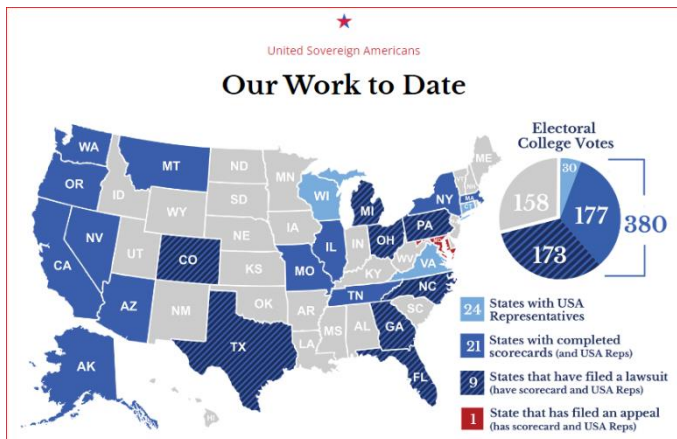 United Sovereign Americans
Our Work to Date
WA
OR
CA
NV
ID
MT
WY
UT
AZ
CO
NM
ND
SD
NE
KS
OK
TX
MN
IA
MO
AR
LA
WI
IL
MI
IN
OH
KY
TN
MS
AL
GA
FL
SC
NC
VA
WV
PA
NY
ME
AK
HI
Electoral
College Votes
30
177
173
158
380
24 States with USA
Representatives
21 States with completed
scorecards (and USA Reps)
9 States that have filed a lawsuit
(have scorecard and USA Reps)
1 State that has filed an appeal
(has scorecard and USA Reps)